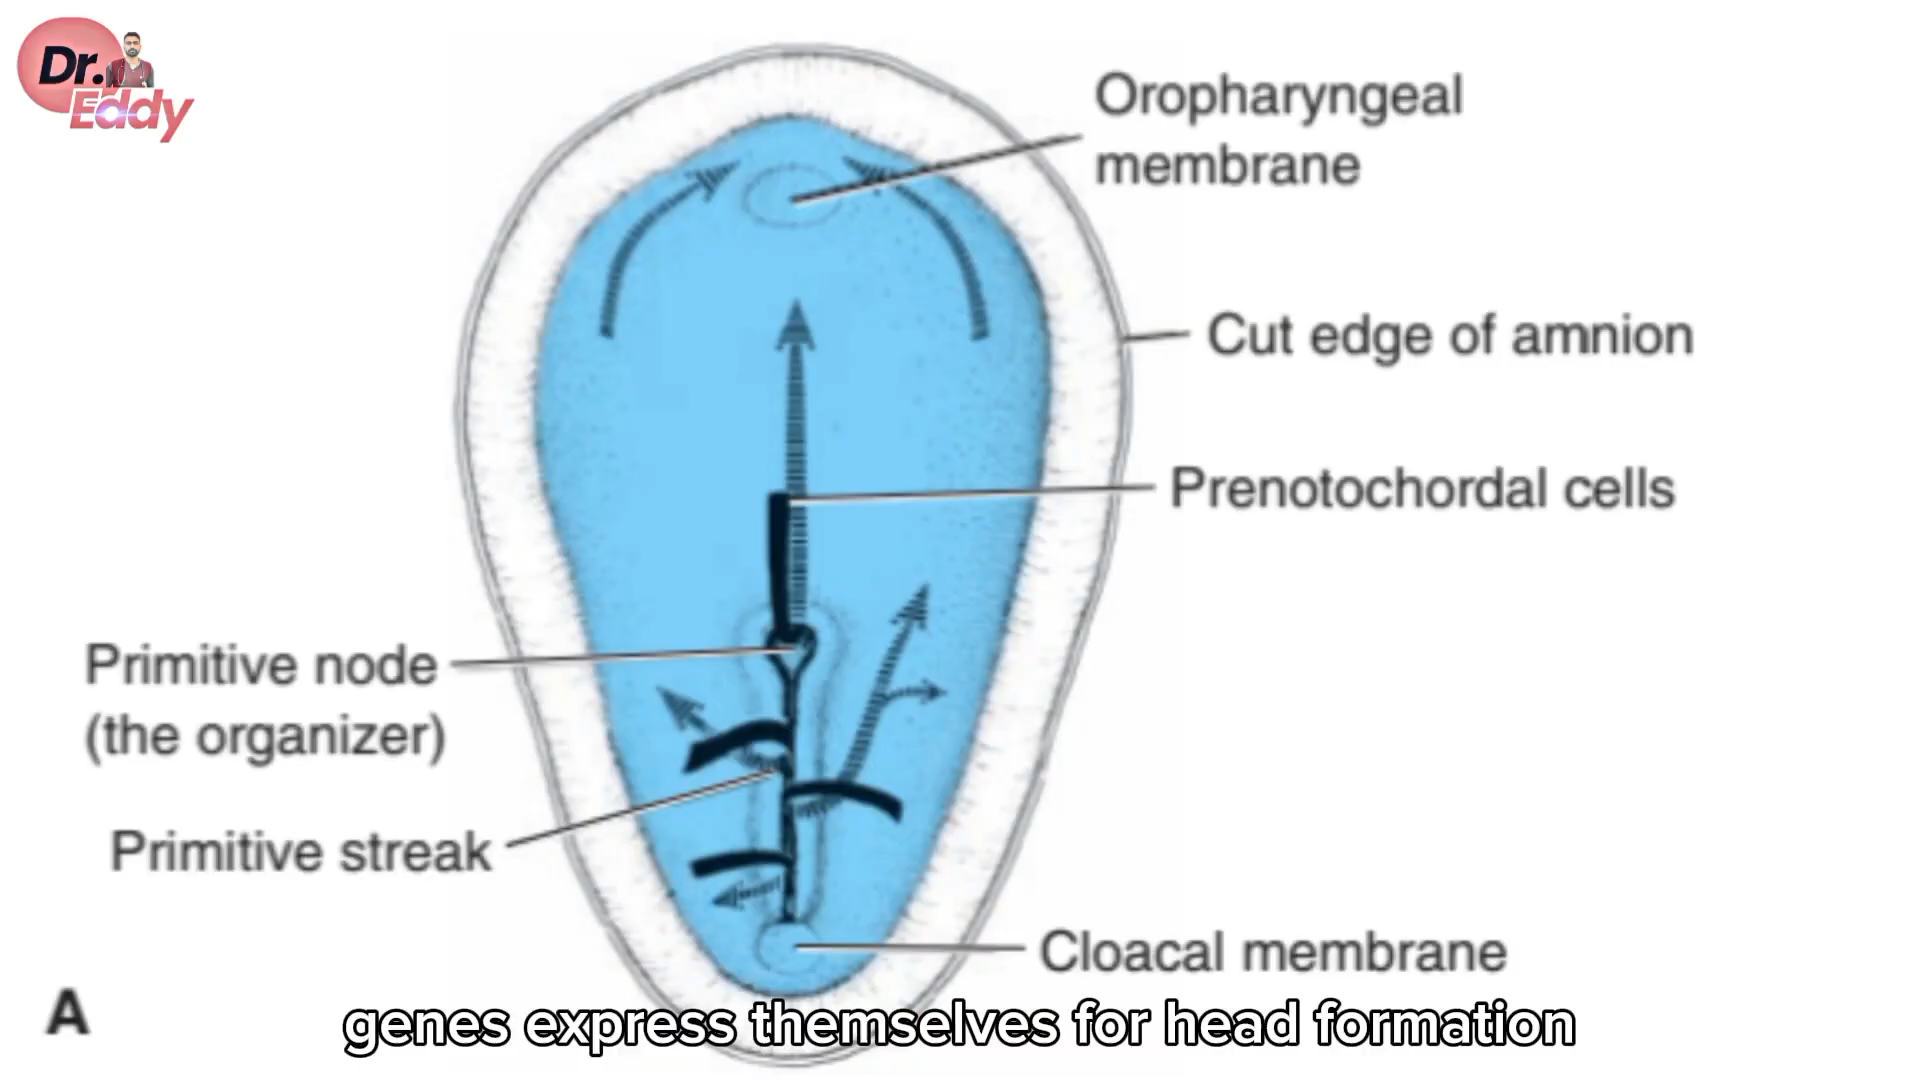 Dr.
Eddy
Oropharyngeal
membrane
Cut edge of amnion
Prenotochordal cells
Primitive node
(the organizer)
Primitive streak
Cloacal membrane
A
genes express themselves for head formation